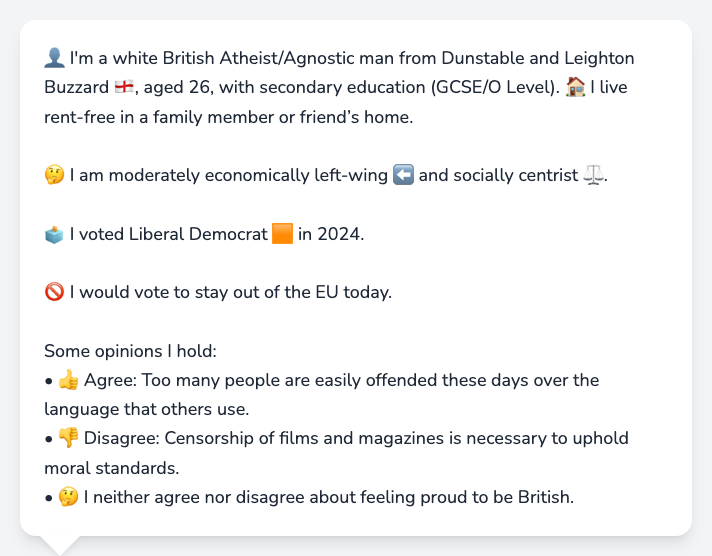 👤 I'm a white British Atheist/Agnostic man from Dunstable and Leighton
Buzzard 🏴󠁧󠁢󠁥󠁮󠁧󠁿, aged 26, with secondary education (GCSE/O Level). 🏠 I live
rent-free in a family member or friend’s home.
🤔 I am moderately economically left-wing ⬅️ and socially centrist ⚖️.
🗳️ I voted Liberal Democrat 🟧 in 2024.
🚫 I would vote to stay out of the EU today.
Some opinions I hold:
• 👍 Agree: Too many people are easily offended these days over the
language that others use.
• 👎 Disagree: Censorship of films and magazines is necessary to uphold
moral standards.
• 🤔 I neither agree nor disagree about feeling proud to be British.